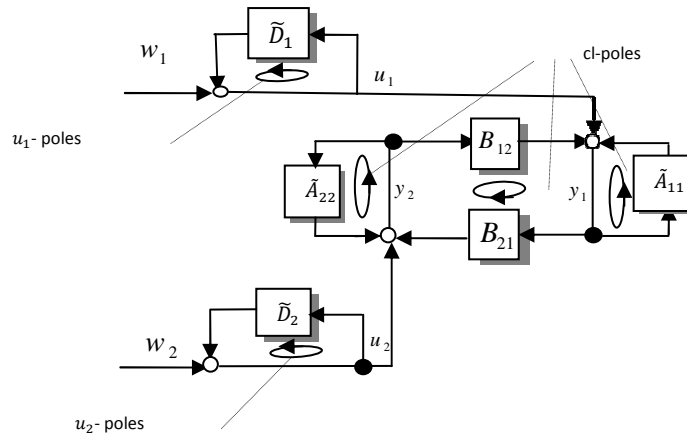 w₁
D̃₁
cl-poles
u₁
u₁- poles
B₁₂
Ã₂₂
y₂
y₁
Ã₁₁
B₂₁
D̃₂
w₂
u₂
u₂- poles